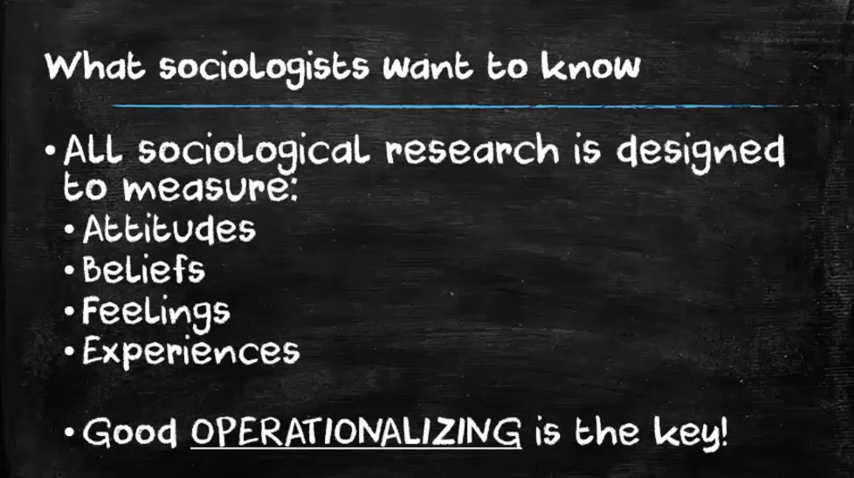 What sociologists want to know
• All sociological research is designed
to measure:
• Attitudes
• Beliefs
• Feelings
• Experiences
• Good OPERATIONALIZING is the key!